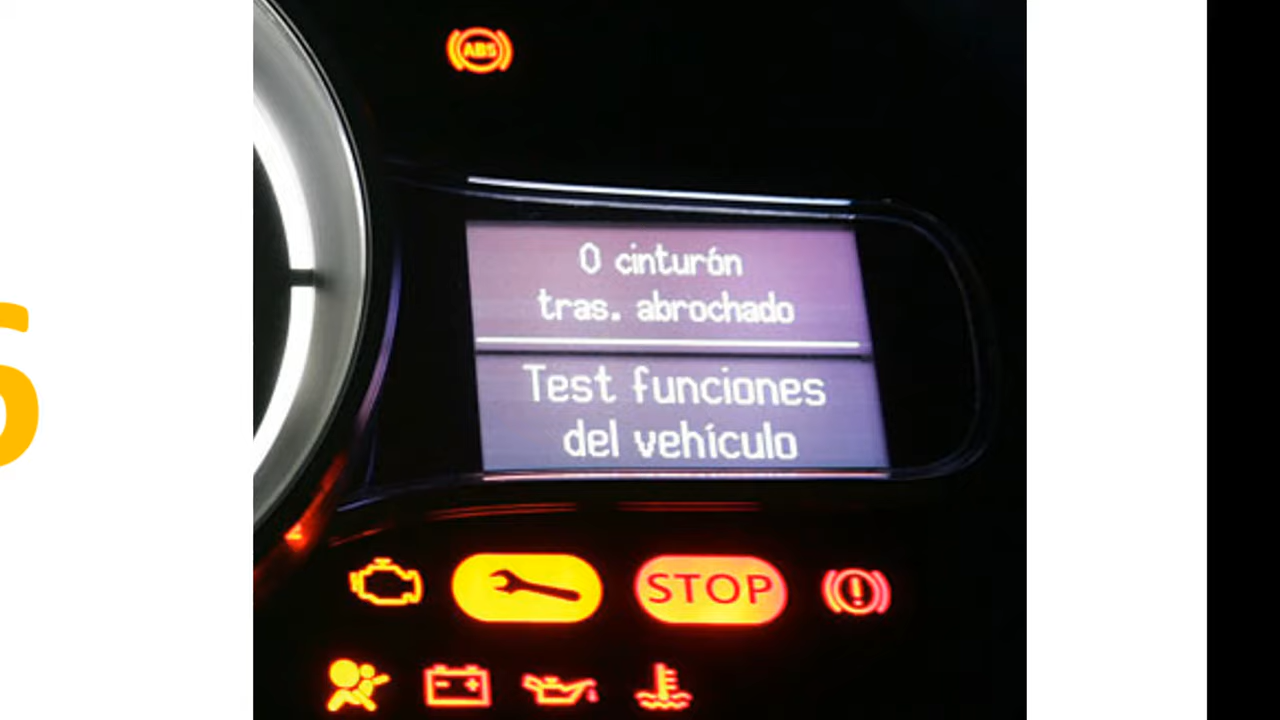 ABS
0 cinturón
tras. abrochado
Test funciones
del vehículo
STOP